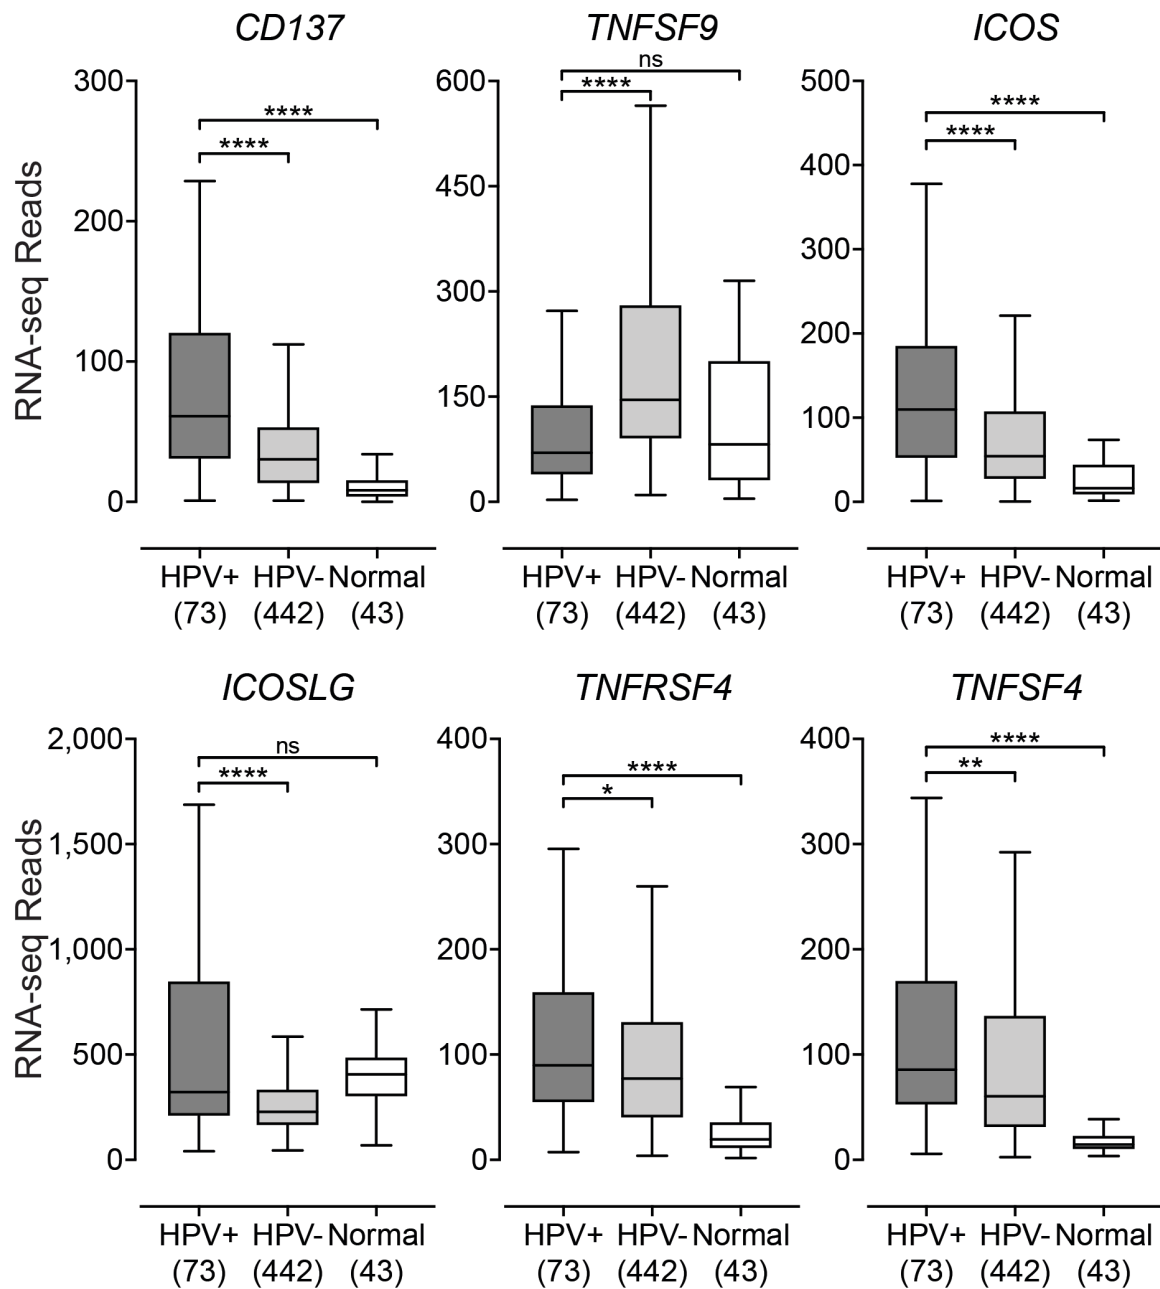 CD137 TNFSF9 ICOS
RNA-seq Reads
300
200
100
0
****
****
HPV+ HPV- Normal
(73) (442) (43)
600
450
300
150
0
ns
****
HPV+ HPV- Normal
(73) (442) (43)
500
400
300
200
100
0
****
****
HPV+ HPV- Normal
(73) (442) (43)
ICOSLG TNFRSF4 TNFSF4
RNA-seq Reads
2,000
1,500
1,000
500
0
ns
****
HPV+ HPV- Normal
(73) (442) (43)
400
300
200
100
0
****
*
HPV+ HPV- Normal
(73) (442) (43)
400
300
200
100
0
****
**
HPV+ HPV- Normal
(73) (442) (43)